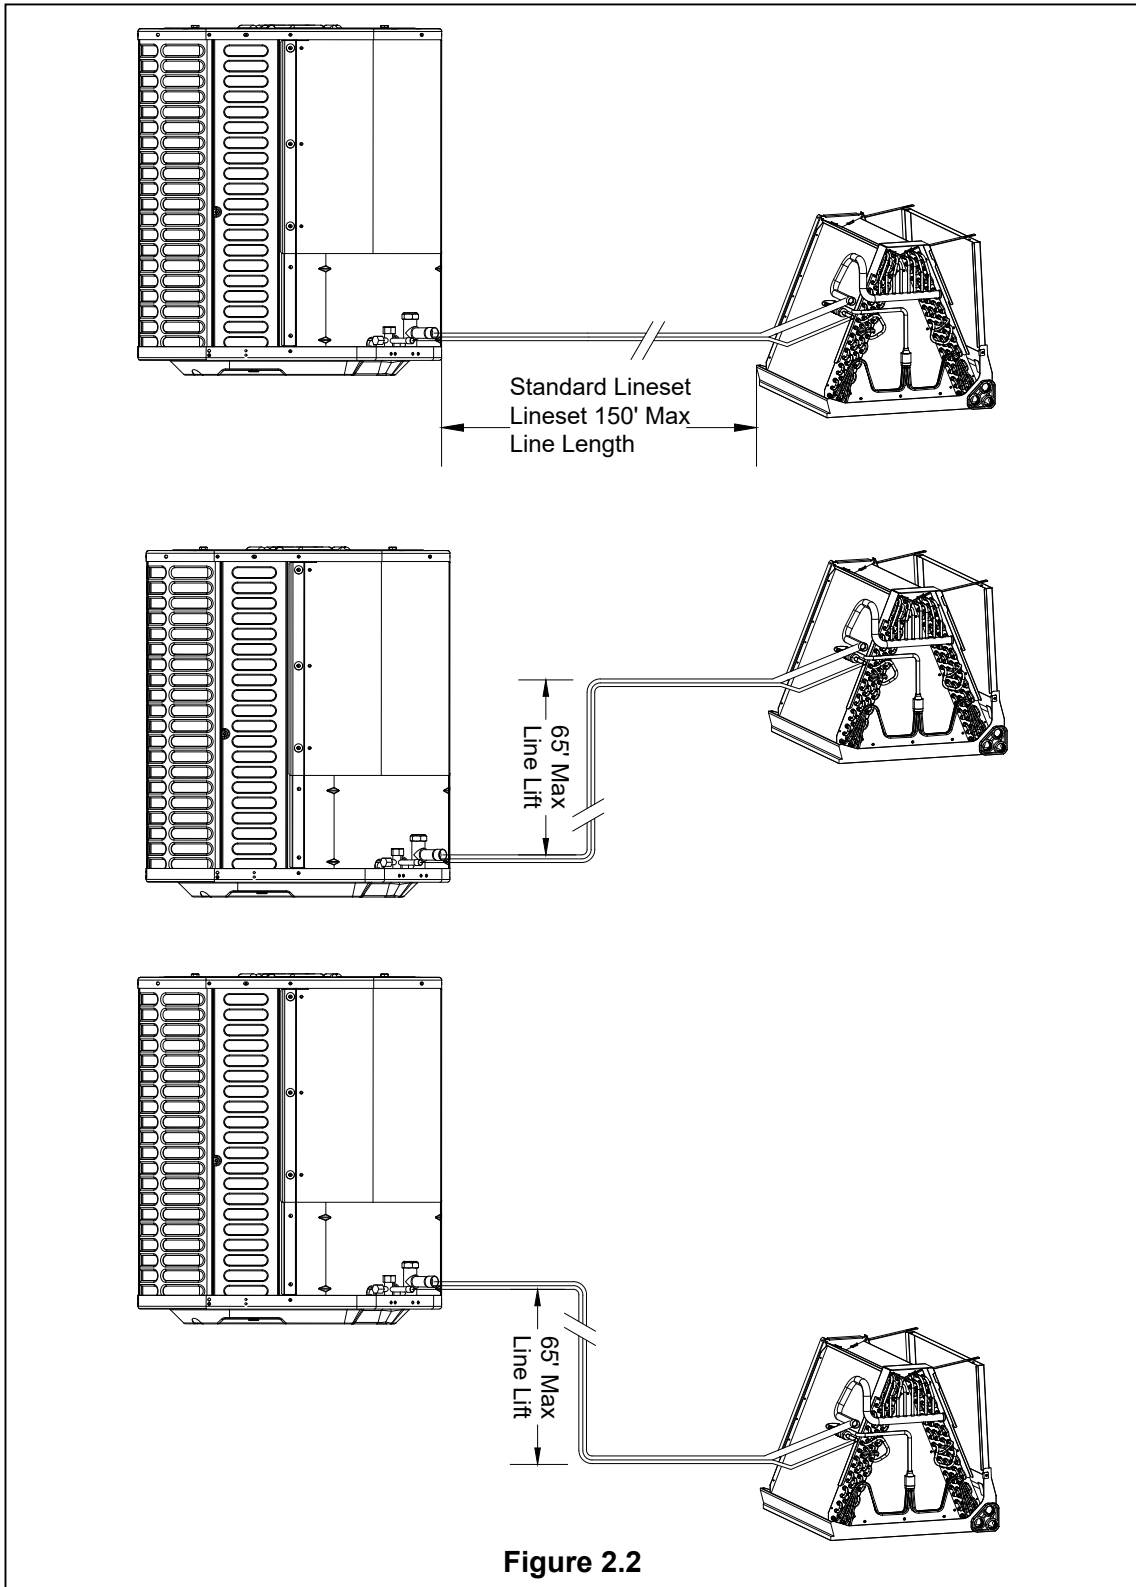 Standard Lineset
Lineset 150' Max
Line Length
65' Max
Line Lift
65' Max
Line Lift
Figure 2.2